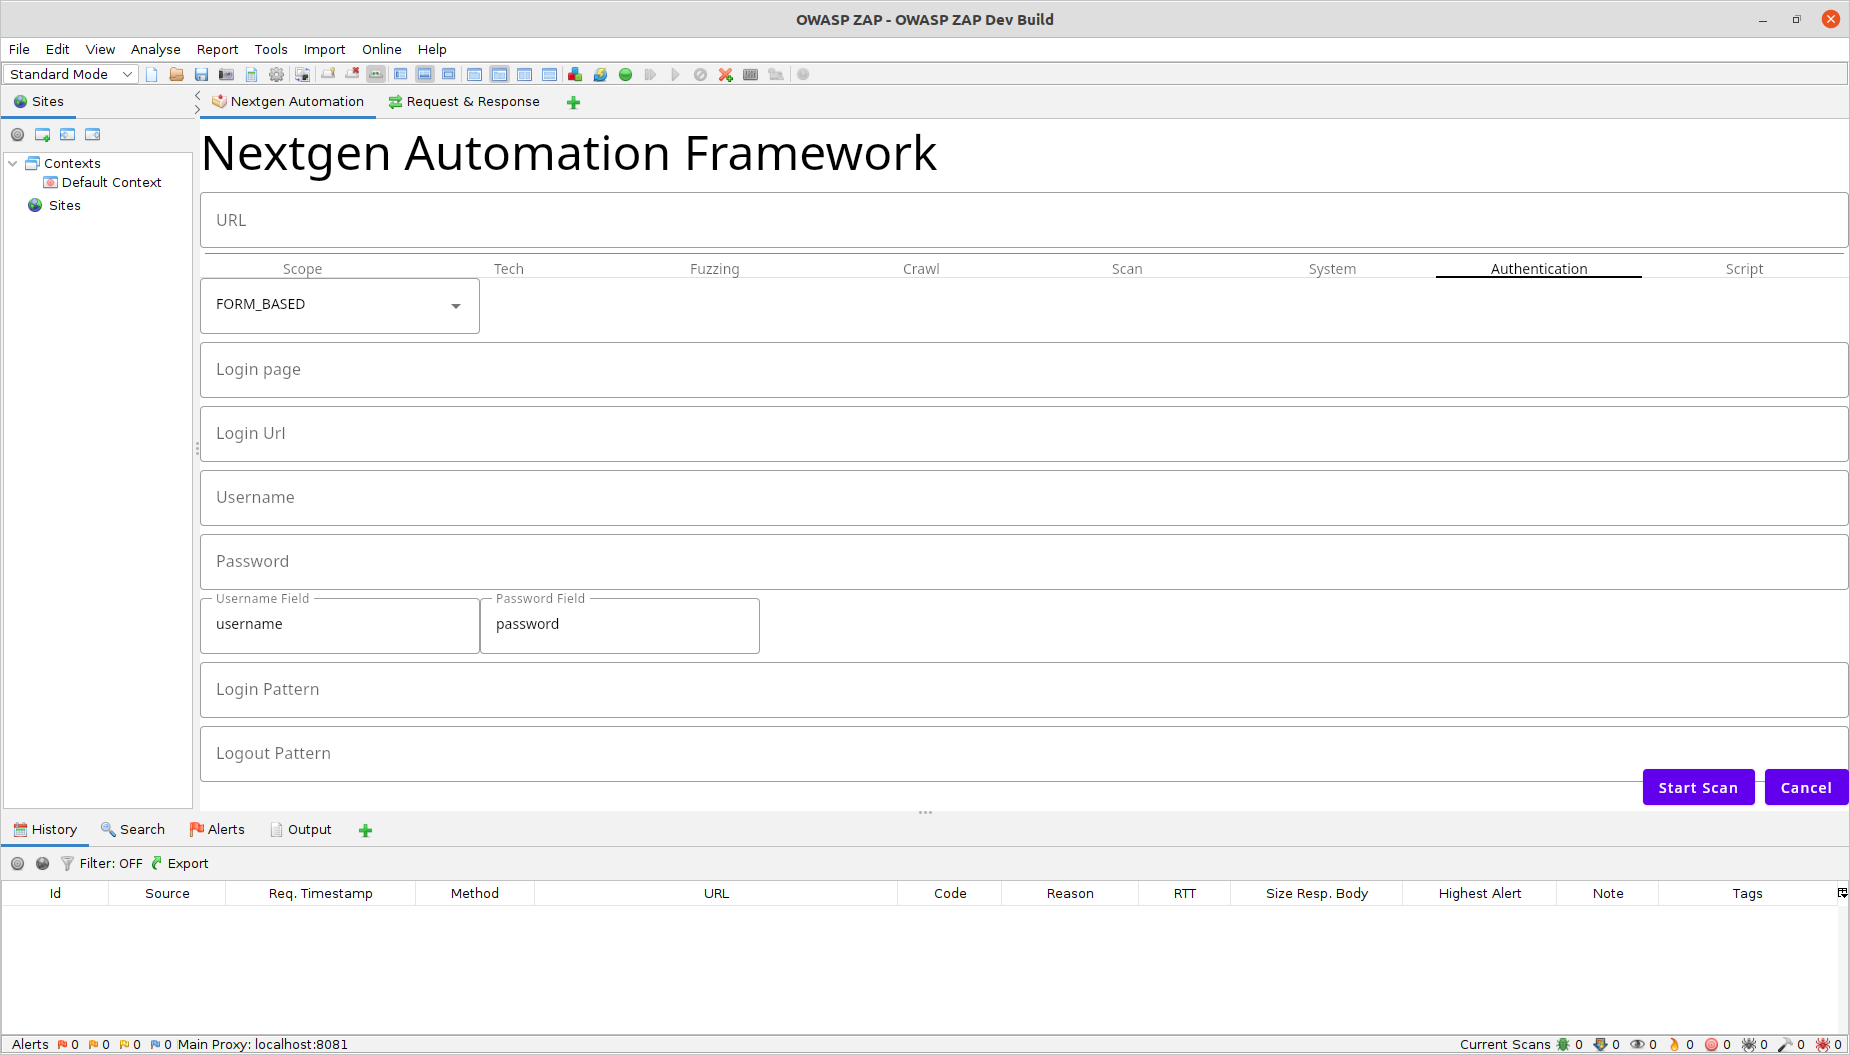 OWASP ZAP - OWASP ZAP Dev Build
File Edit View Analyse Report Tools Import Online Help
Standard Mode
Sites
Nextgen Automation Request & Response
Contexts
Default Context
Sites
Nextgen Automation Framework
URL
Scope Tech Fuzzing Crawl Scan System Authentication Script
FORM_BASED
Login page
Login Url
Username
Password
Username Field Password Field
username password
Login Pattern
Logout Pattern
Start Scan Cancel
History Search Alerts Output
Filter: OFF Export
Id Source Req. Timestamp Method URL Code Reason RTT Size Resp. Body Highest Alert Note Tags
Alerts 0 0 0 0 Main Proxy: localhost:8081 Current Scans 0 0 0 0 0 0 0 0